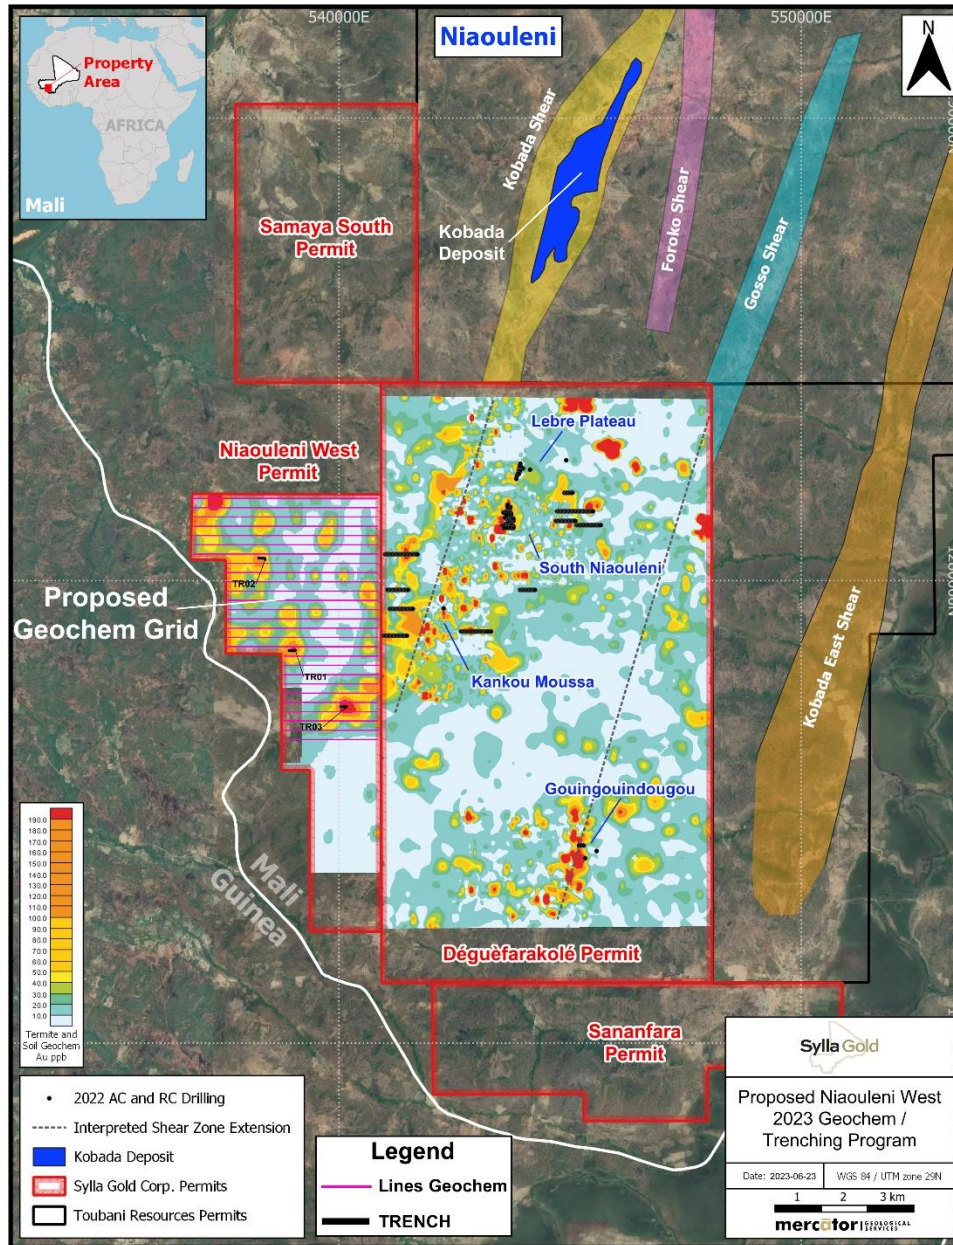 540000E
550000E
Niaouleni
N
Property
Area
AFRICA
Mali
Kobada Shear
Foroko Shear
Gosso Shear
Kobada East Shear
Kobada
Deposit
Samaya South
Permit
Niaouleni West
Permit
Lebre Plateau
South Niaouleni
TR02
Proposed
Geochem Grid
TR01
Kankou Moussa
TR03
Gouingouindougou
1280000N
Mali
Guinea
Déguèfarakolé Permit
Sananfara
Permit
190.0
180.0
170.0
160.0
150.0
140.0
130.0
120.0
110.0
100.0
90.0
80.0
70.0
60.0
50.0
40.0
30.0
20.0
10.0
Termite and
Soil Geochem
Au ppb
2022 AC and RC Drilling
Interpreted Shear Zone Extension
Kobada Deposit
Sylla Gold Corp. Permits
Toubani Resources Permits
Legend
Lines Geochem
TRENCH
Sylla Gold
Proposed Niaouleni West
2023 Geochem /
Trenching Program
Date: 2023-06-23
WGS 84 / UTM zone 29N
1 2 3 km
mercator GEOLOGICAL
SERVICES